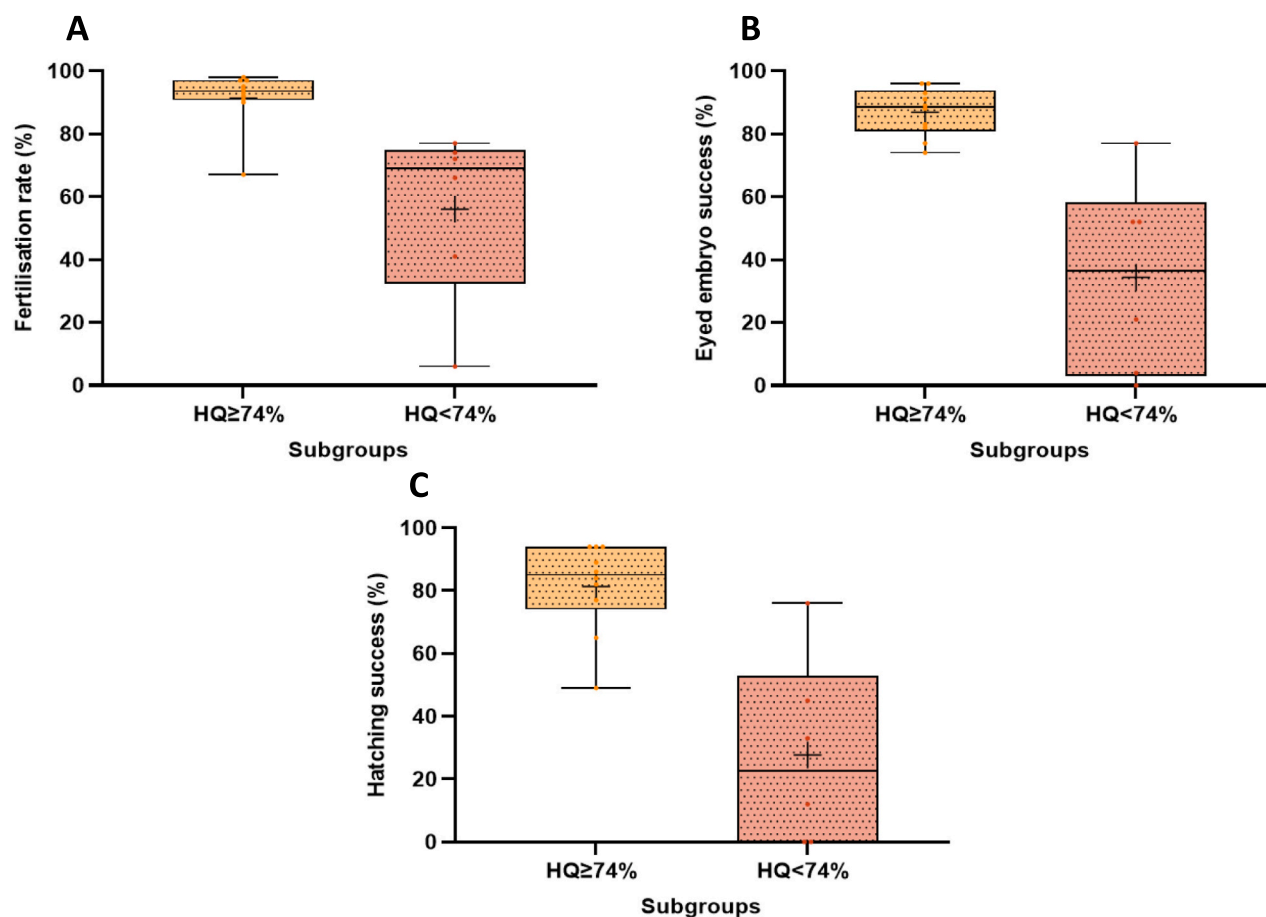 A
Fertilisation rate (%)
100
80
60
40
20
0
HQ≥74%
HQ<74%
Subgroups
B
Eyed embryo success (%)
100
80
60
40
20
0
HQ≥74%
HQ<74%
Subgroups
C
Hatching success (%)
100
80
60
40
20
0
HQ≥74%
HQ<74%
Subgroups